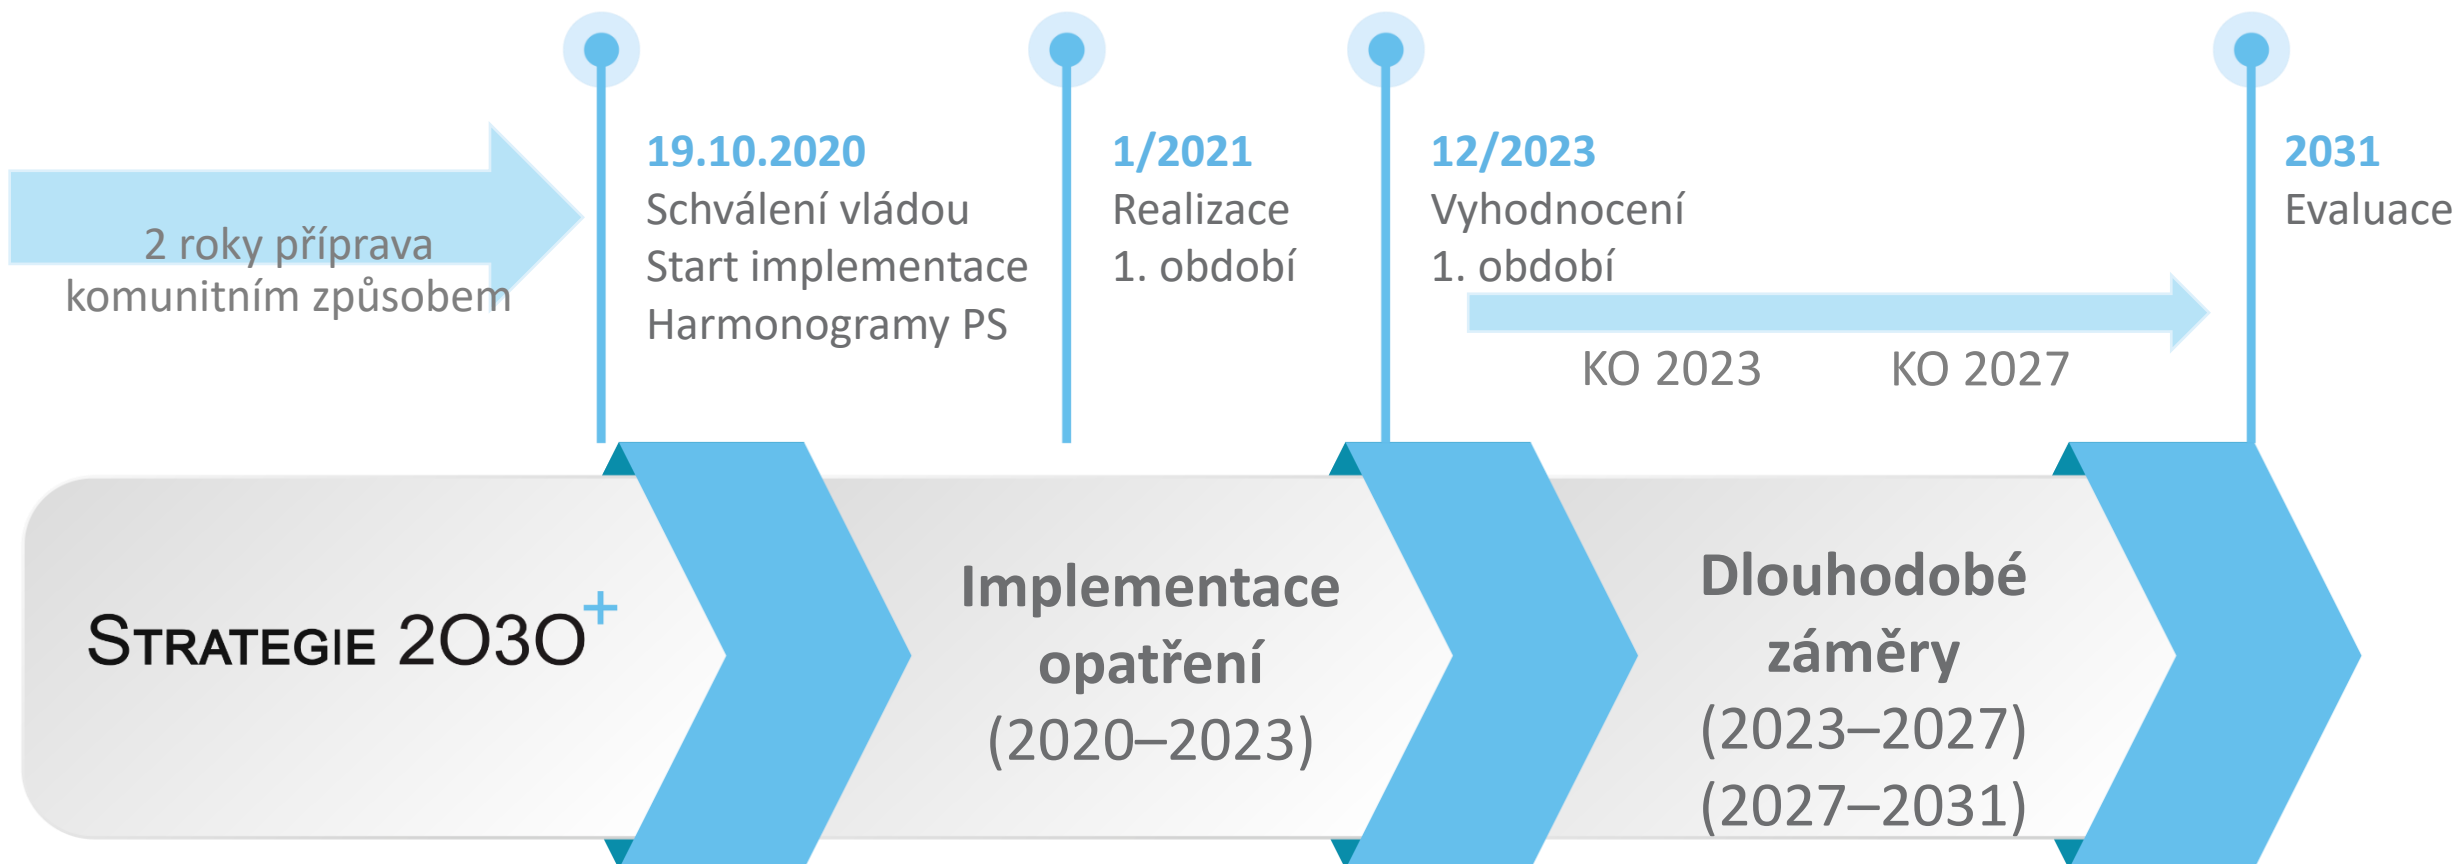 2 roky příprava
komunitním způsobem
19.10.2020
Schválení vládou
Start implementace
Harmonogramy PS
1/2021
Realizace
1. období
12/2023
Vyhodnocení
1. období
KO 2023
KO 2027
2031
Evaluace
STRATEGIE 2030+
Implementace
opatření
(2020–2023)
Dlouhodobé
záměry
(2023–2027)
(2027–2031)